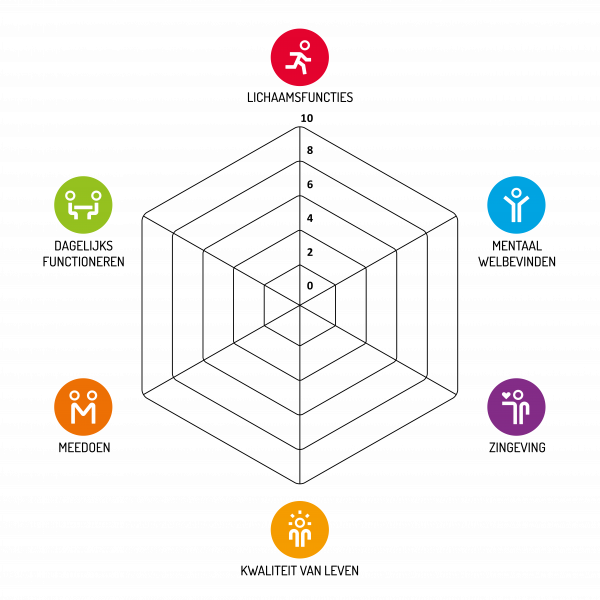 LICHAAMSFUNCTIES
10
8
6
4
2
0
DAGELIJKS
FUNCTIONEREN
MENTAAL
WELBEVINDEN
MEEDOEN
ZINGEVING
KWALITEIT VAN LEVEN